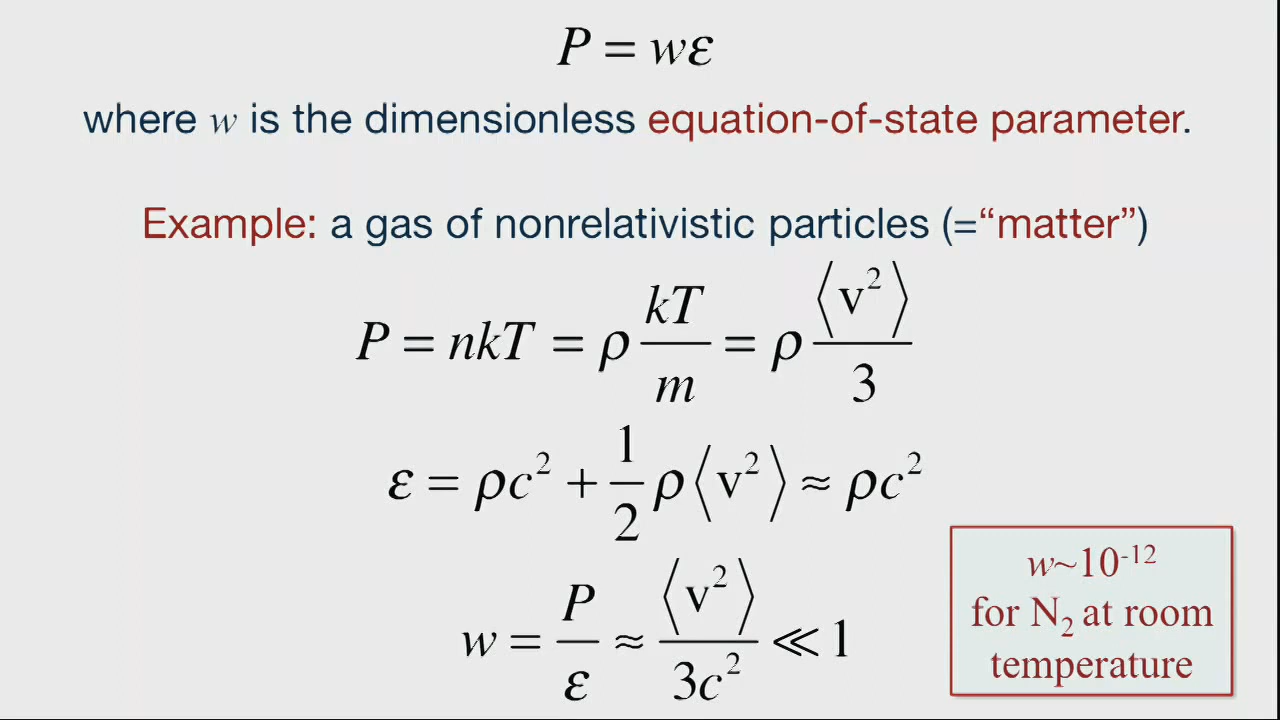 P = wε
where w is the dimensionless equation-of-state parameter.
Example: a gas of nonrelativistic particles (=“matter”)
P = nkT = ρ kT/m = ρ ⟨v²⟩/3
ε = ρc² + 1/2 ρ⟨v²⟩ ≈ ρc²
w = P/ε ≈ ⟨v²⟩/3c² ≪ 1
w~10⁻¹²
for N₂ at room
temperature